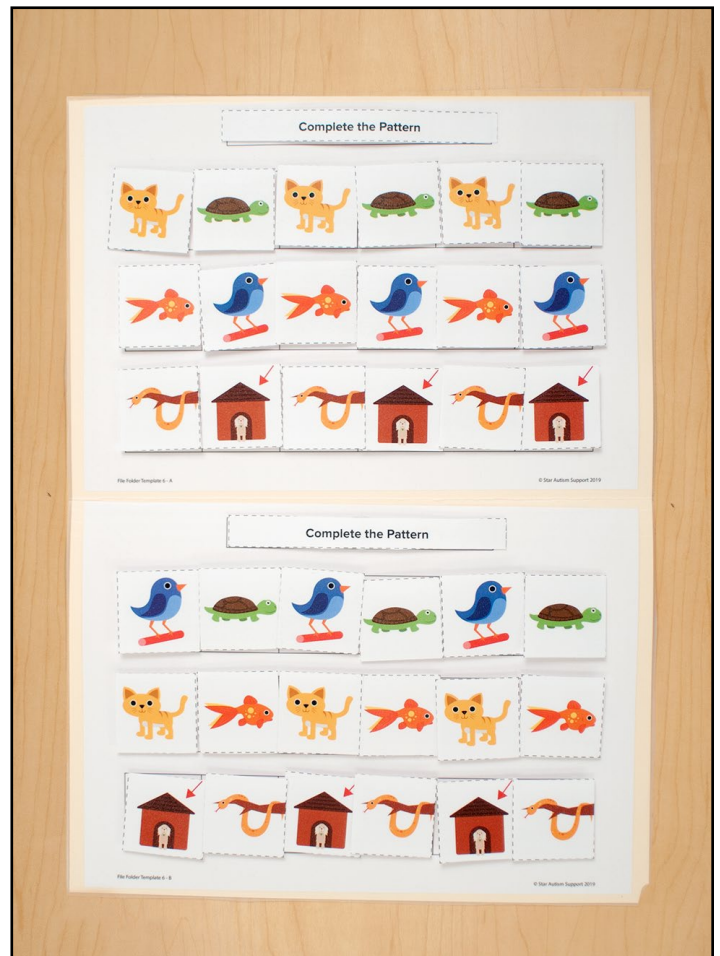 Complete the Pattern
File Folder Template 6 - A
© Star Autism Support 2019
Complete the Pattern
File Folder Template 6 - B
© Star Autism Support 2019